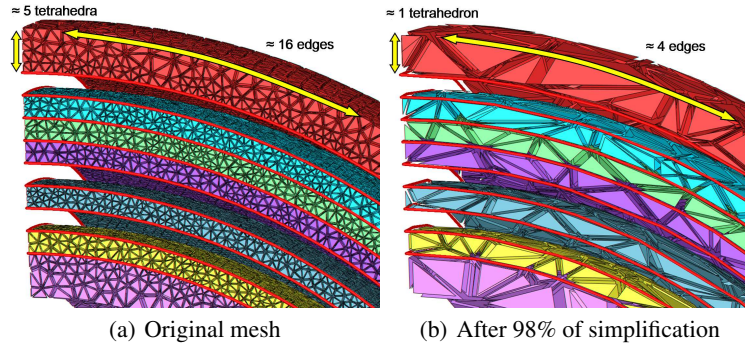 ≈ 5 tetrahedra
≈ 16 edges
(a) Original mesh
≈ 1 tetrahedron
≈ 4 edges
(b) After 98% of simplification